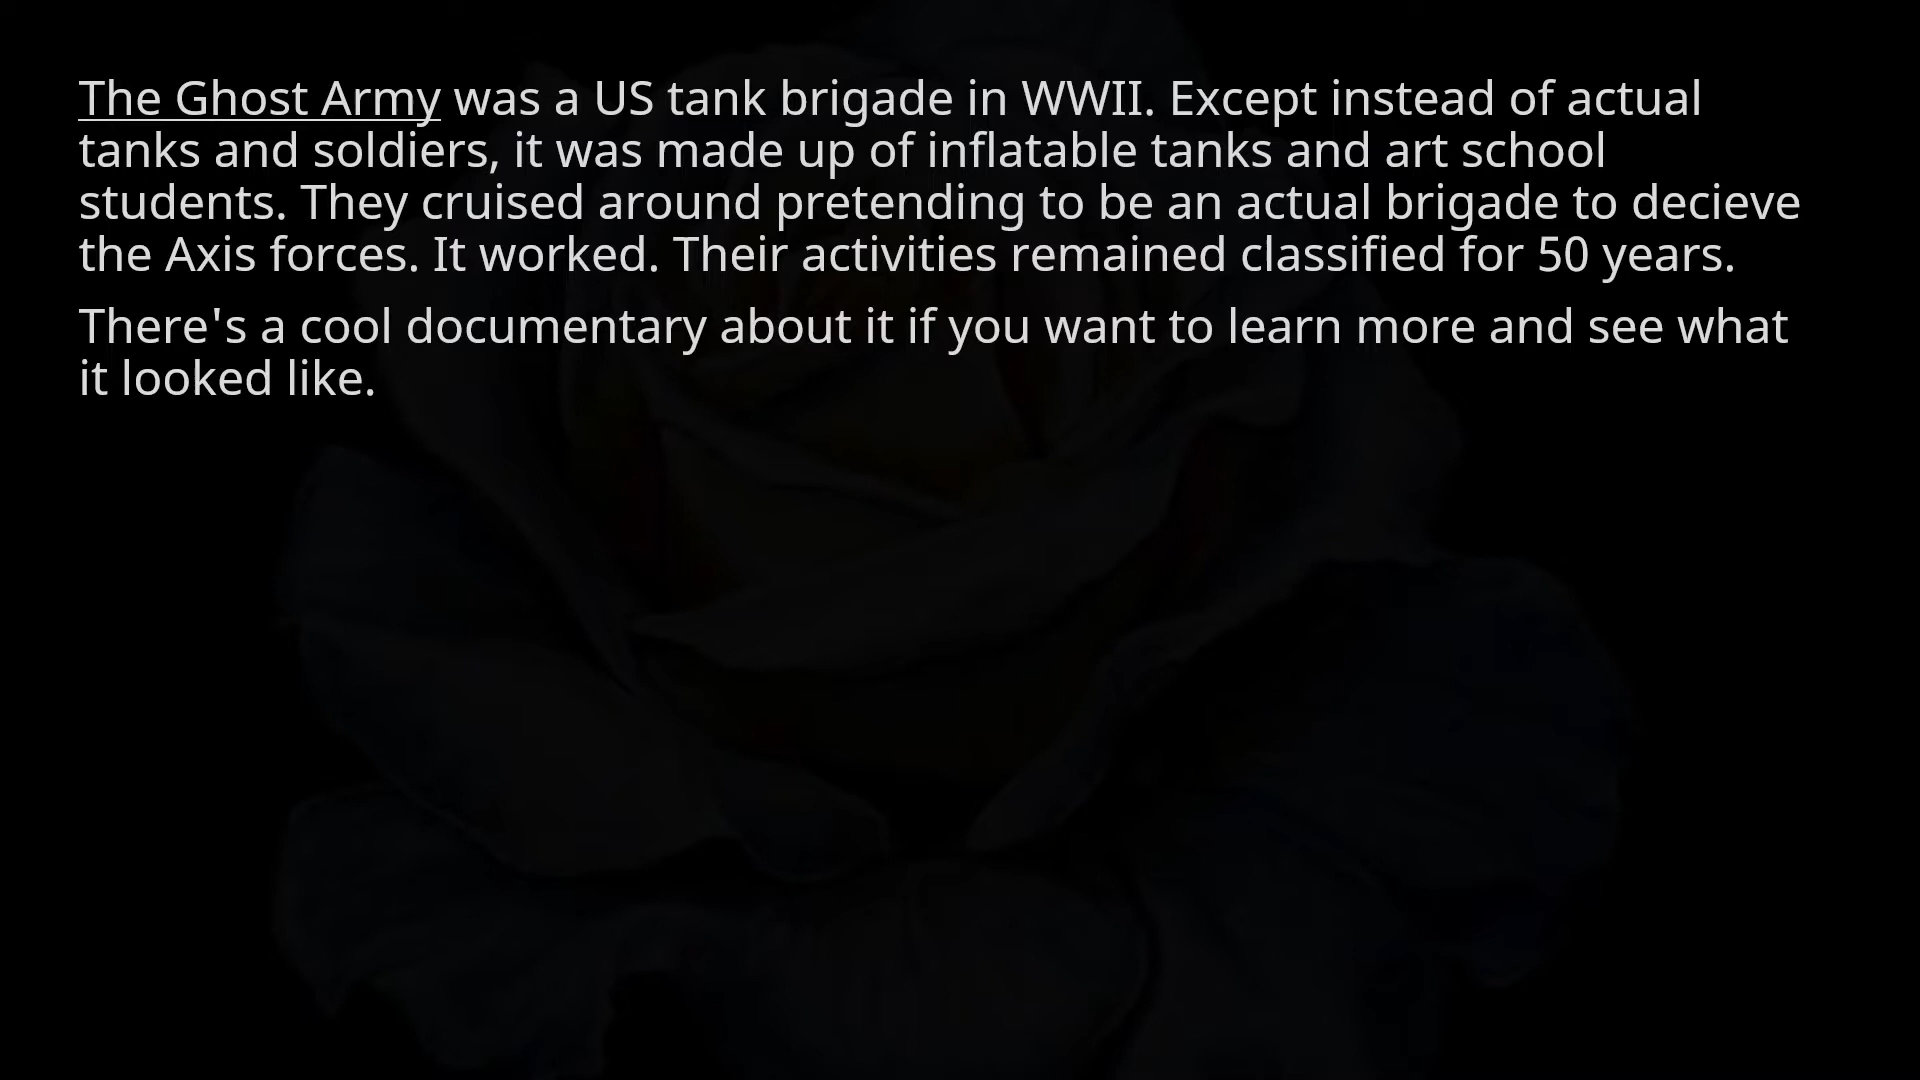 The Ghost Army was a US tank brigade in WWII. Except instead of actual
tanks and soldiers, it was made up of inflatable tanks and art school
students. They cruised around pretending to be an actual brigade to decieve
the Axis forces. It worked. Their activities remained classified for 50 years.
There's a cool documentary about it if you want to learn more and see what
it looked like.